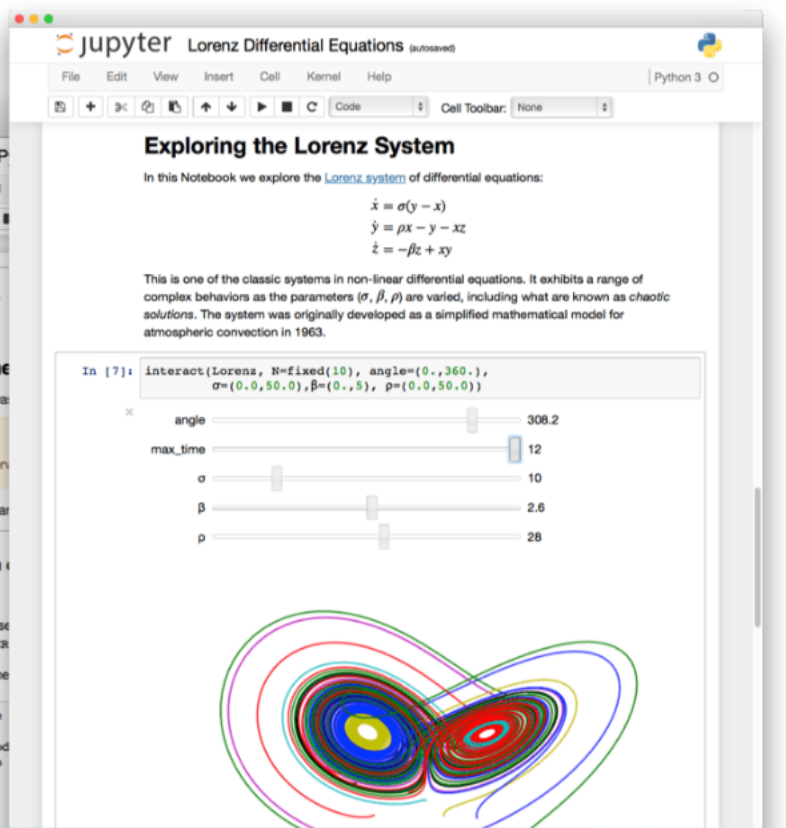 jupyter Lorenz Differential Equations (autosaved)
File Edit View Insert Cell Kernel Help Python 3
Code Cell Toolbar: None
Exploring the Lorenz System
In this Notebook we explore the Lorenz system of differential equations:
ẋ = σ(y − x)
ẏ = ρx − y − xz
ż = −βz + xy
This is one of the classic systems in non-linear differential equations. It exhibits a range of
complex behaviors as the parameters (σ, β, ρ) are varied, including what are known as chaotic
solutions. The system was originally developed as a simplified mathematical model for
atmospheric convection in 1963.
In [7]: interact(Lorenz, N=fixed(10), angle=(0.,360.),
σ=(0.0,50.0),β=(0.,5), ρ=(0.0,50.0))
angle 308.2
max_time 12
σ 10
β 2.6
ρ 28